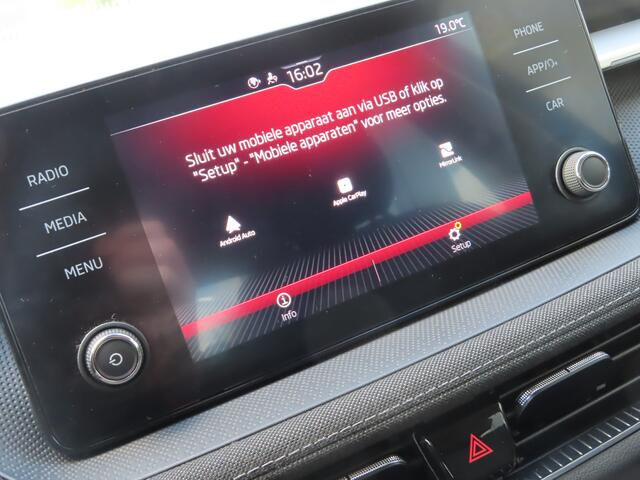 19.0°C
16:02
Sluit uw mobiele apparaat aan via USB of klik op
"Setup" - "Mobiele apparaten" voor meer opties.
Android Auto
Apple CarPlay
MirrorLink
Info
Setup
RADIO
MEDIA
MENU
PHONE
APP/
CAR